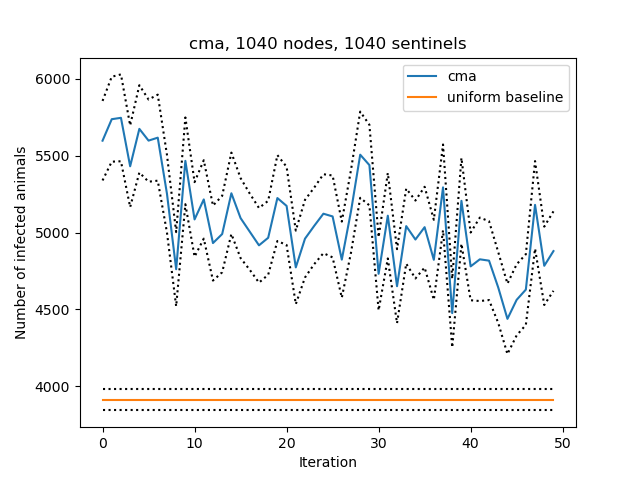 cma, 1040 nodes, 1040 sentinels
cma
uniform baseline
Number of infected animals
6000
5500
5000
4500
4000
0 10 20 30 40 50
Iteration